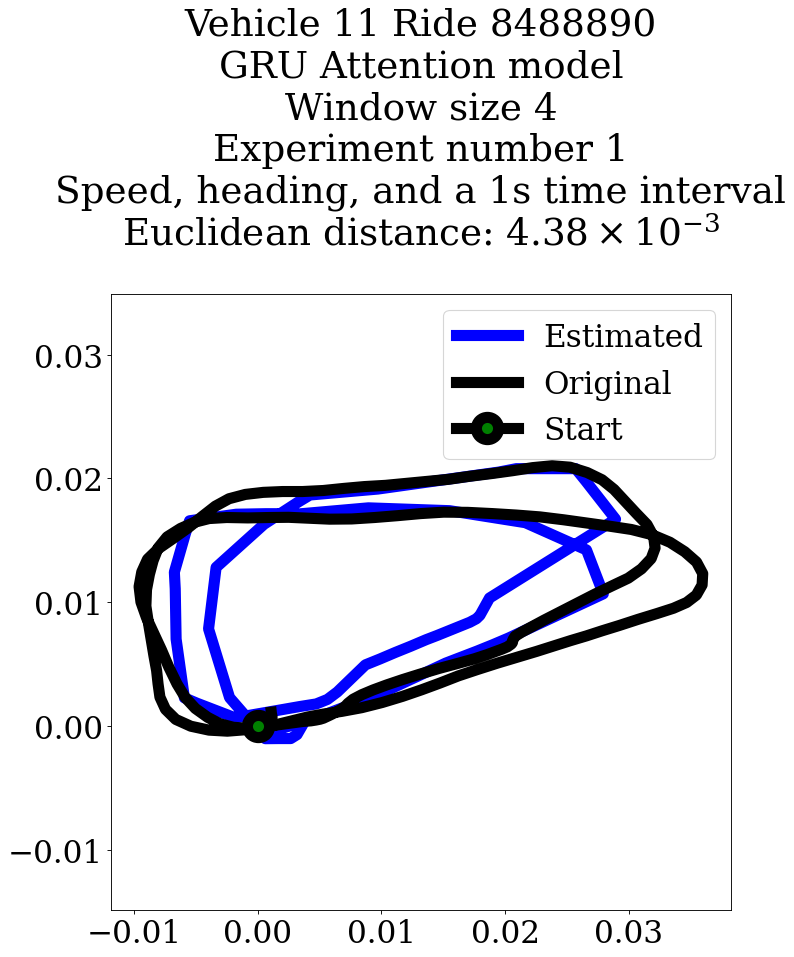 Vehicle 11 Ride 8488890
GRU Attention model
Window size 4
Experiment number 1
Speed, heading, and a 1s time interval
Euclidean distance: 4.38 × 10⁻³
Estimated
Original
Start
0.03
0.02
0.01
0.00
−0.01
−0.01 0.00 0.01 0.02 0.03